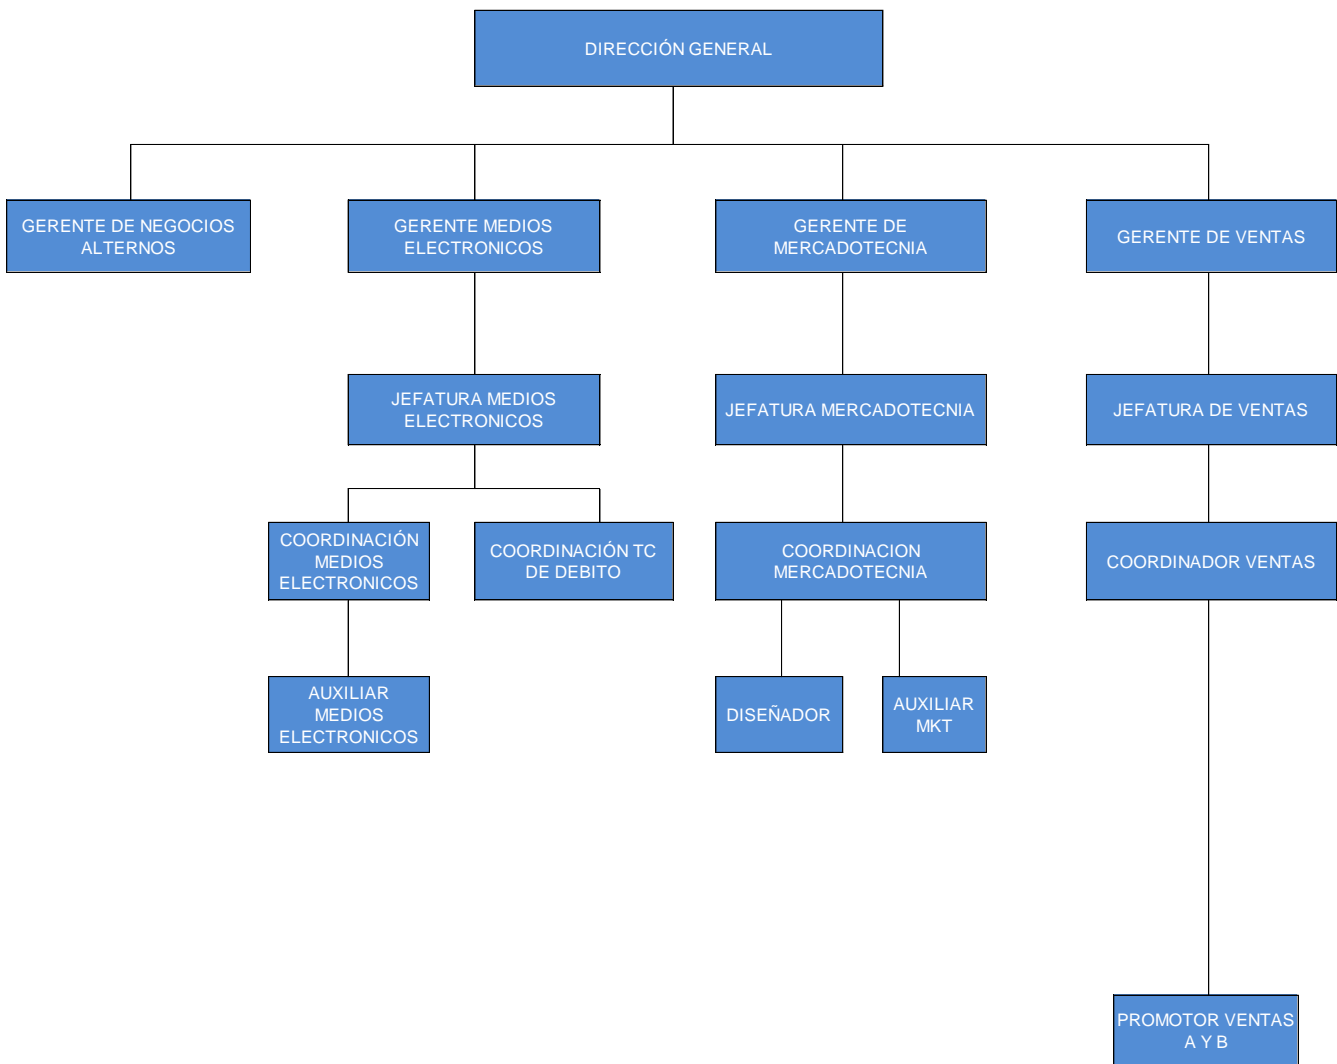 DIRECCIÓN GENERAL
GERENTE DE NEGOCIOS
ALTERNOS
GERENTE MEDIOS
ELECTRONICOS
GERENTE DE
MERCADOTECNIA
GERENTE DE VENTAS
JEFATURA MEDIOS
ELECTRONICOS
JEFATURA MERCADOTECNIA
JEFATURA DE VENTAS
COORDINACIÓN
MEDIOS
ELECTRONICOS
COORDINACIÓN TC
DE DEBITO
COORDINACION
MERCADOTECNIA
COORDINADOR VENTAS
AUXILIAR
MEDIOS
ELECTRONICOS
DISEÑADOR
AUXILIAR
MKT
PROMOTOR VENTAS
A Y B